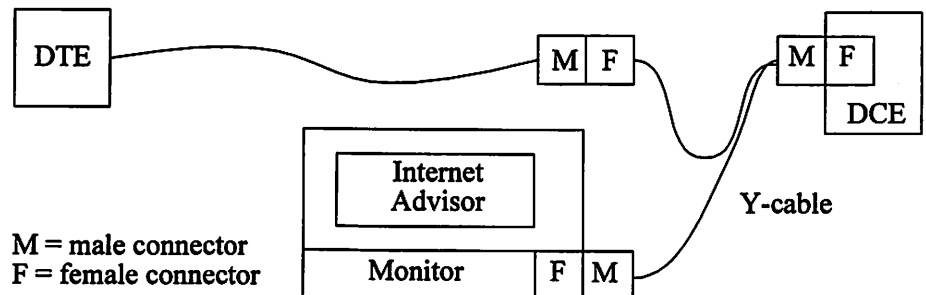 DTE
M F
M F
DCE
Internet
Advisor
Y-cable
M = male connector
F = female connector
Monitor
F M